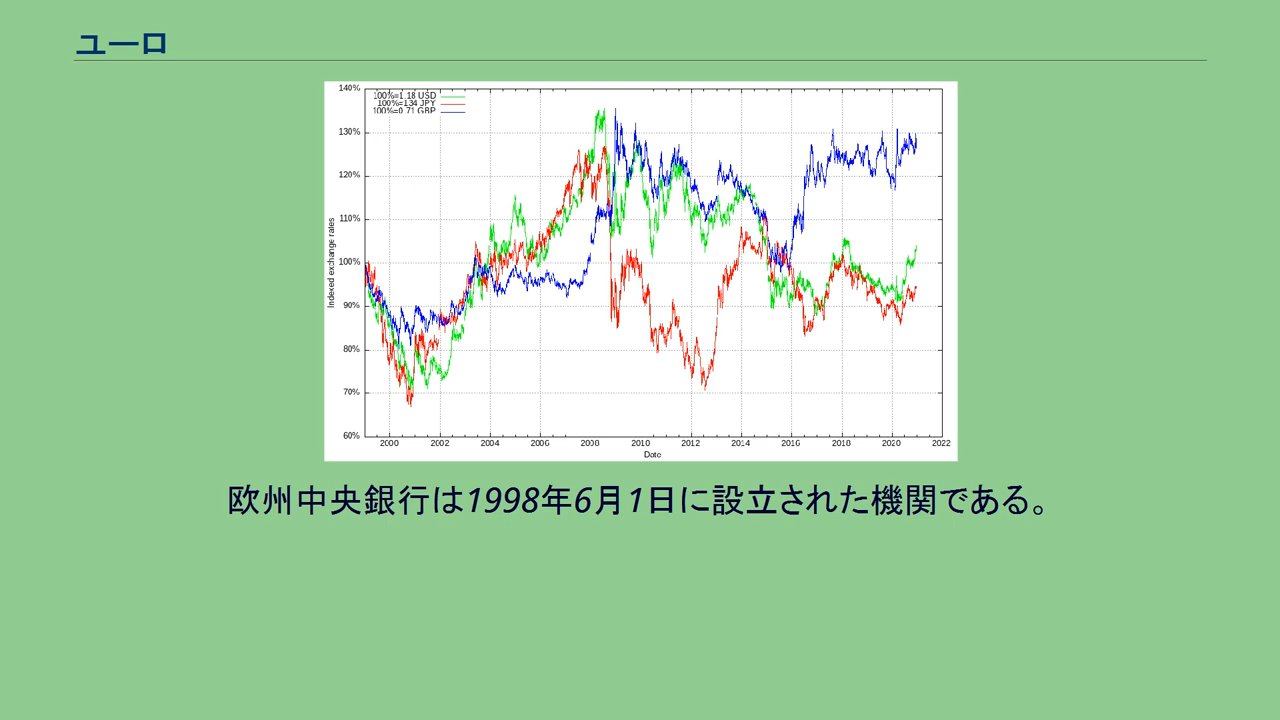 ユーロ
140%
130%
120%
110%
100%
90%
80%
70%
60%
100%=1.18 USD
100%=134 JPY
100%=0.71 GBP
Indexed exchange rates
2000 2002 2004 2006 2008 2010 2012 2014 2016 2018 2020 2022
Date
欧州中央銀行は1998年6月1日に設立された機関である。